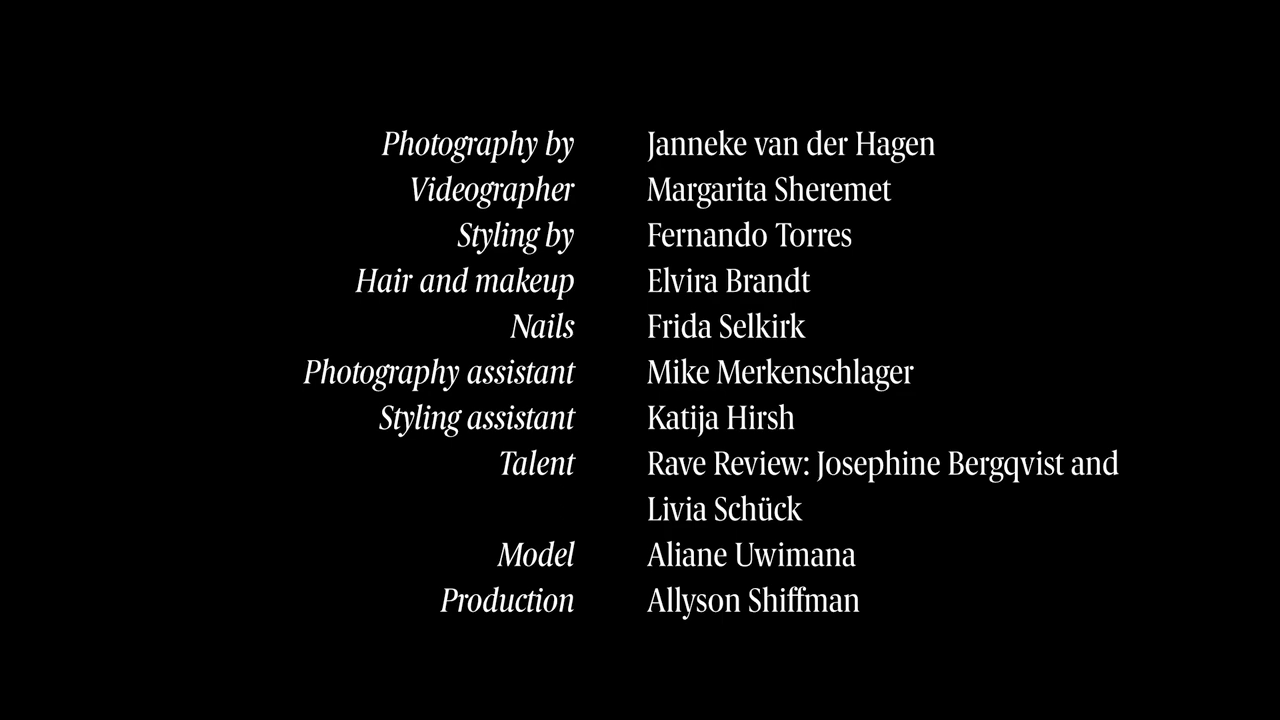 Photography by Janneke van der Hagen
Videographer Margarita Sheremet
Styling by Fernando Torres
Hair and makeup Elvira Brandt
Nails Frida Selkirk
Photography assistant Mike Merkenschlager
Styling assistant Katija Hirsh
Talent Rave Review: Josephine Bergqvist and
Livia Schück
Model Aliane Uwimana
Production Allyson Shiffman